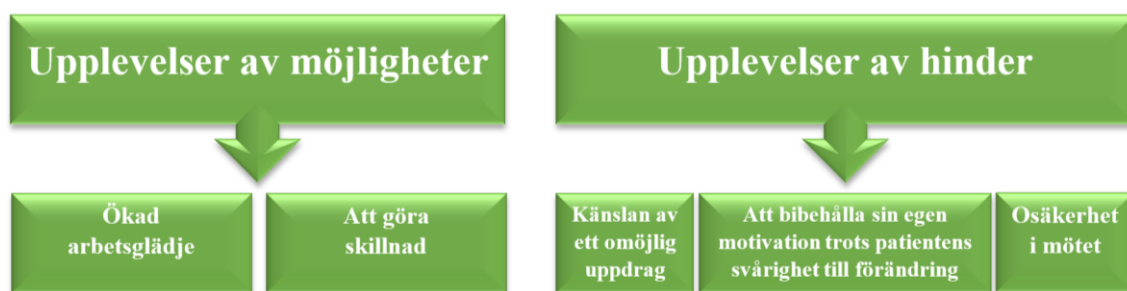 Upplevelser av möjligheter
Upplevelser av hinder
Ökad
arbetsglädje
Att göra
skillnad
Känslan av
ett omöjlig
uppdrag
Att bibehålla sin egen
motivation trots patientens
svårighet till förändring
Osäkerhet
i mötet